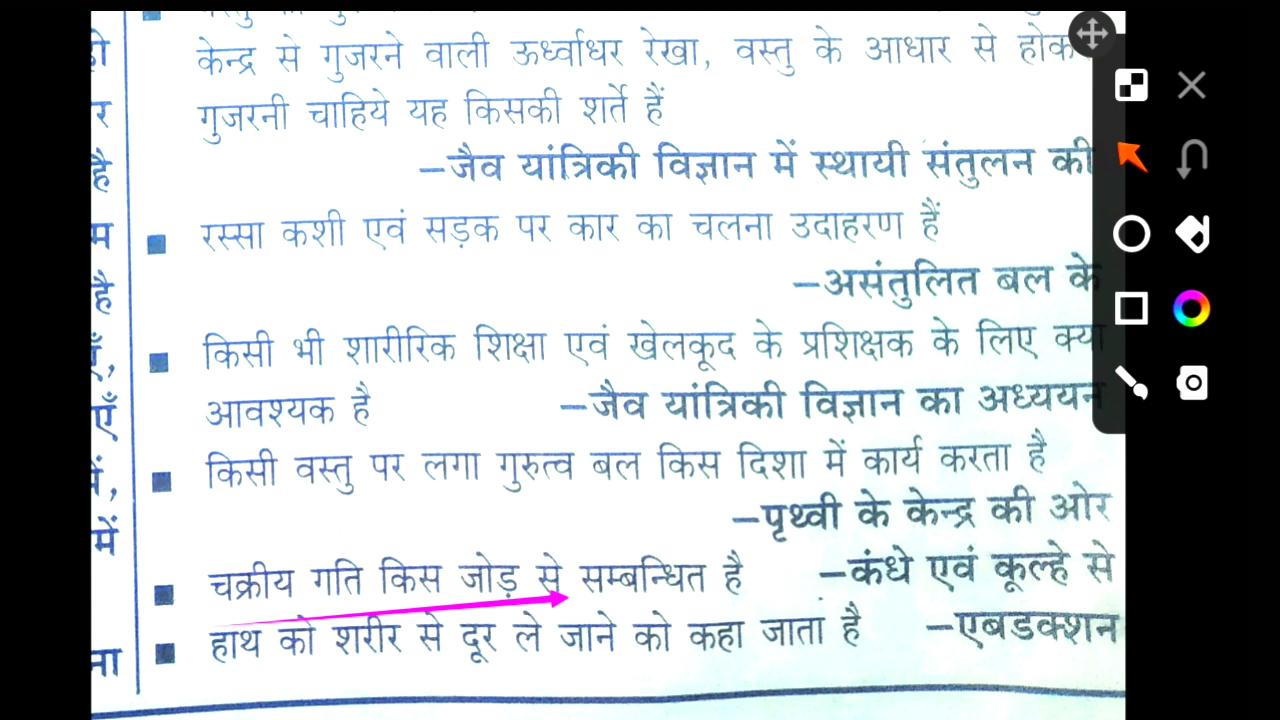 ही
र
है
म
है
एँ,
एँ
में,
में
ना
केन्द्र से गुजरने वाली ऊर्ध्वाधर रेखा, वस्तु के आधार से होक
गुजरनी चाहिये यह किसकी शर्ते हैं
–जैव यांत्रिकी विज्ञान में स्थायी संतुलन की
रस्सा कशी एवं सड़क पर कार का चलना उदाहरण हैं
–असंतुलित बल के
किसी भी शारीरिक शिक्षा एवं खेलकूद के प्रशिक्षक के लिए क्या
आवश्यक है –जैव यांत्रिकी विज्ञान का अध्ययन
किसी वस्तु पर लगा गुरुत्व बल किस दिशा में कार्य करता है
–पृथ्वी के केन्द्र की ओर
चक्रीय गति किस जोड़ से सम्बन्धित है –कंधे एवं कूल्हे से
हाथ को शरीर से दूर ले जाने को कहा जाता है –एबडक्शन